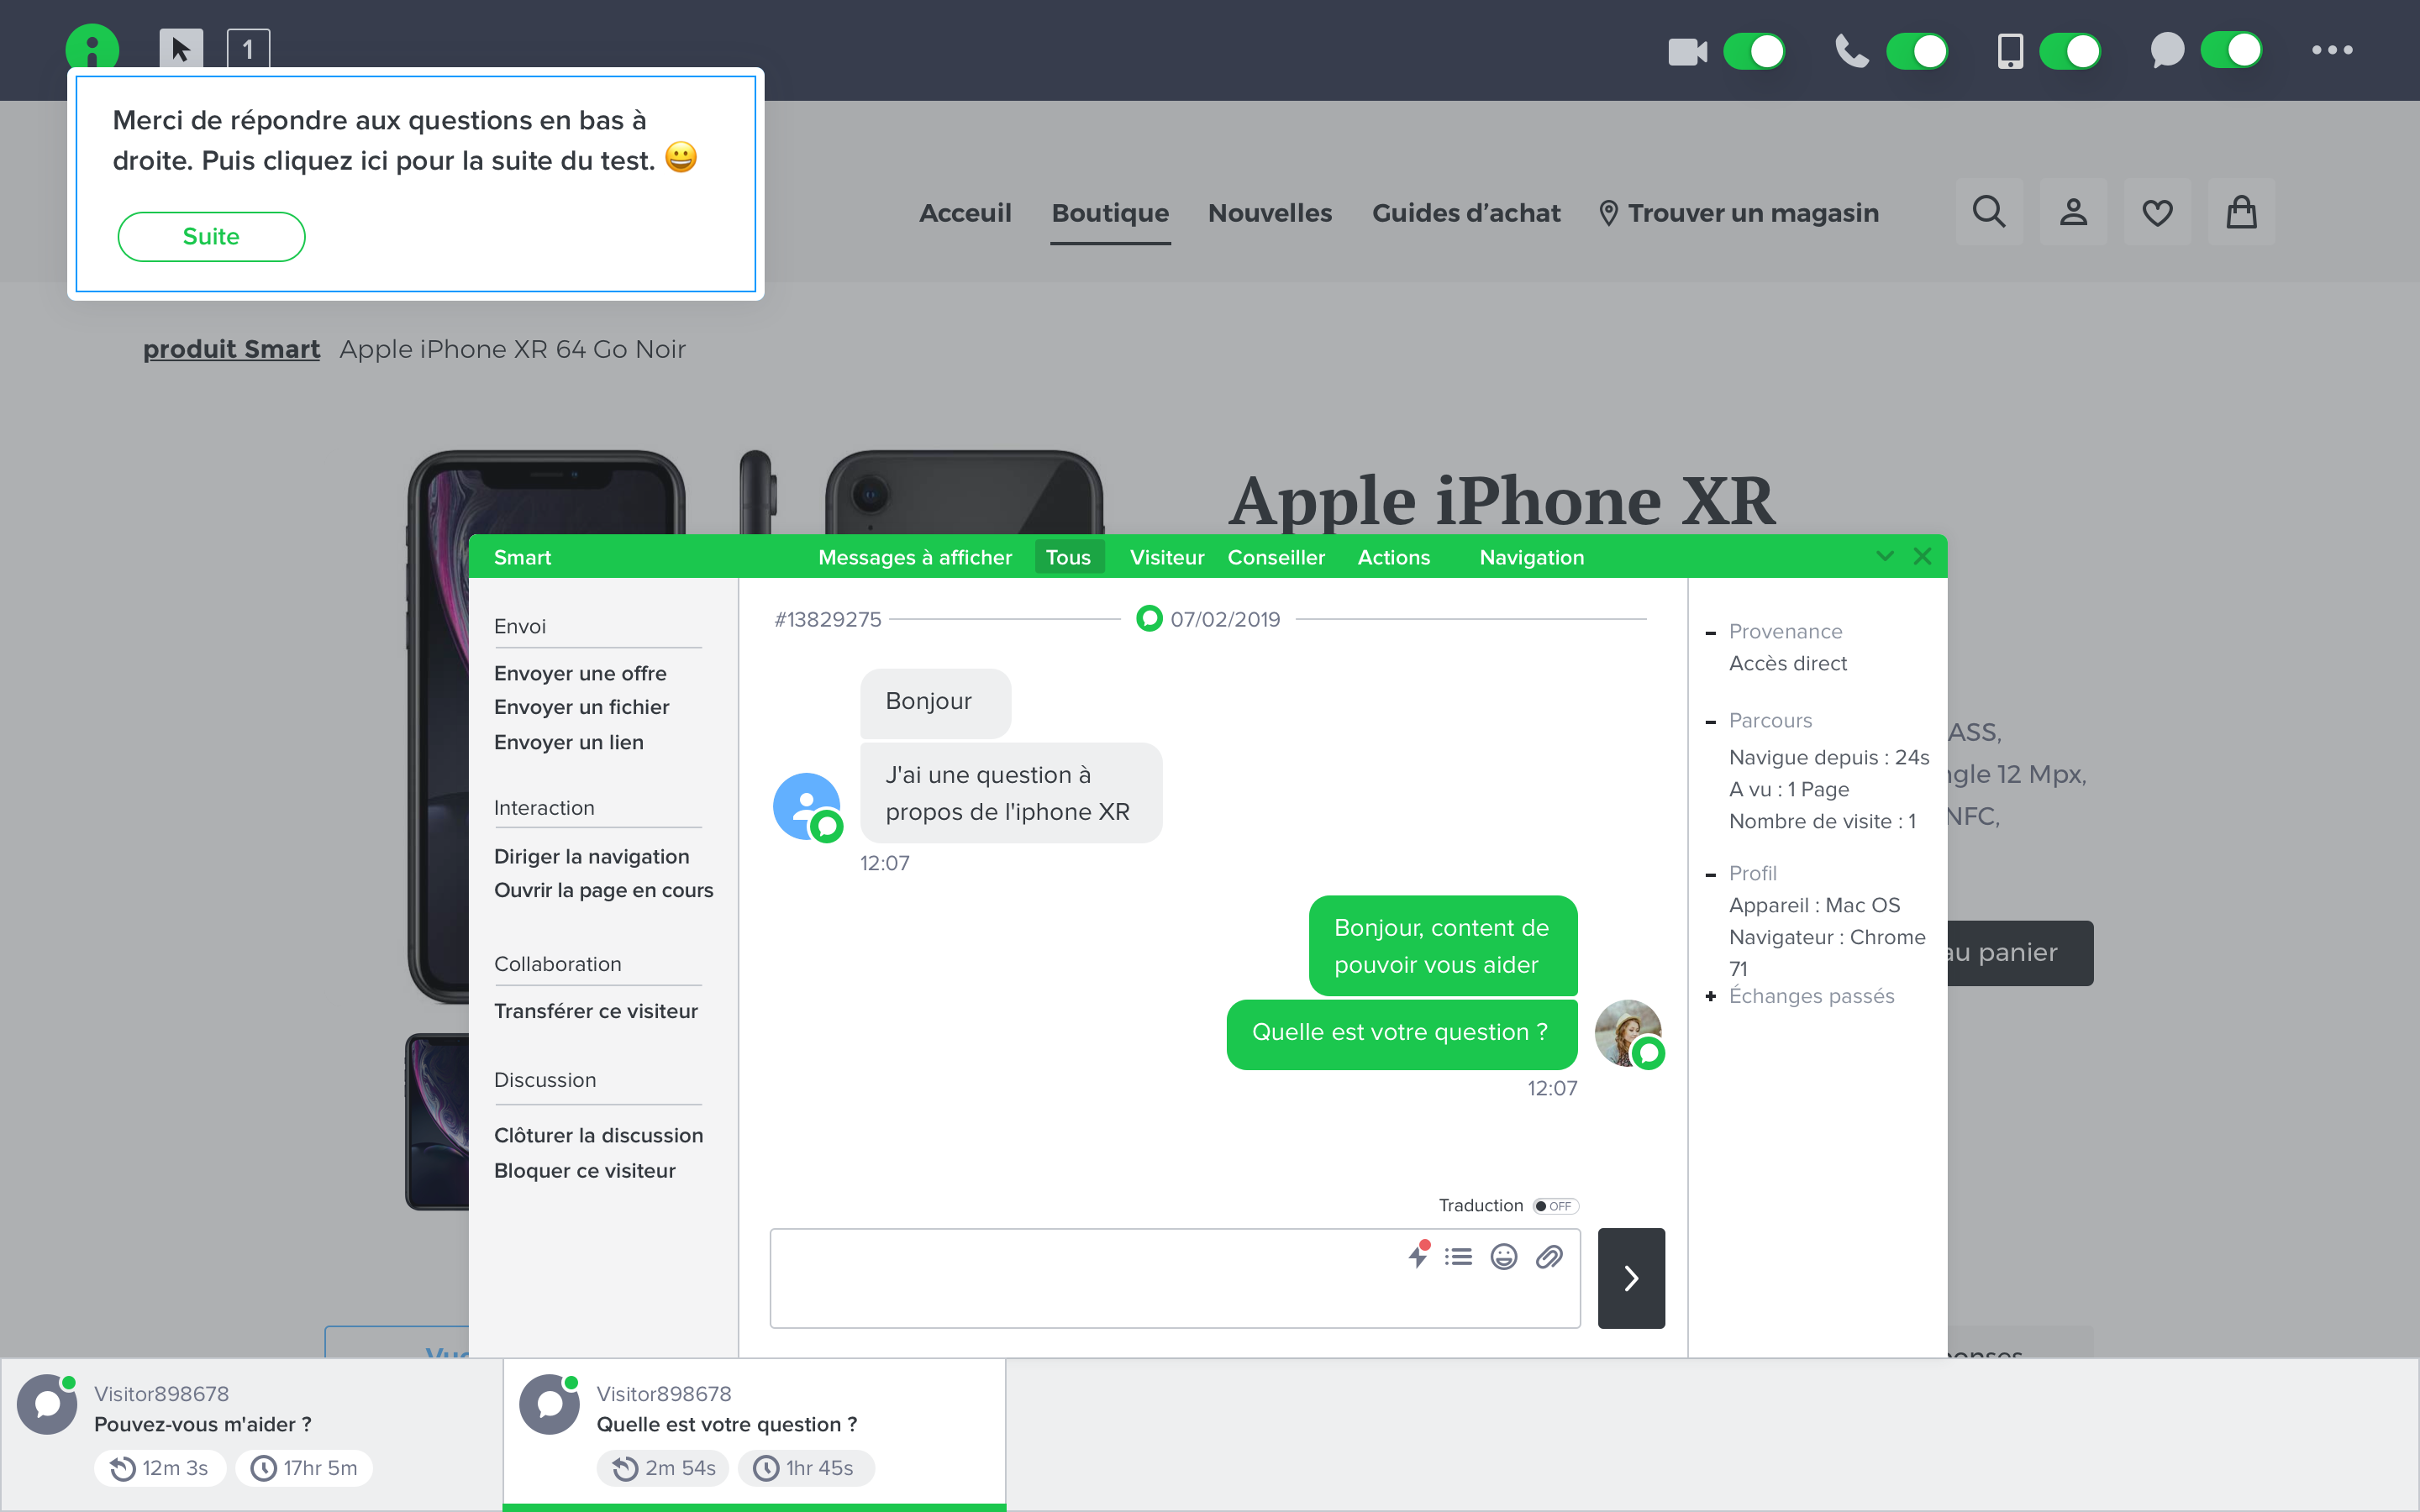 1
Merci de répondre aux questions en bas à
droite. Puis cliquez ici pour la suite du test. 😀
Suite
Acceuil
Boutique
Nouvelles
Guides d’achat
Trouver un magasin
produit Smart
Apple iPhone XR 64 Go Noir
Apple iPhone XR
Smart
Messages à afficher
Tous
Visiteur
Conseiller
Actions
Navigation
Envoi
Envoyer une offre
Envoyer un fichier
Envoyer un lien
Interaction
Diriger la navigation
Ouvrir la page en cours
Collaboration
Transférer ce visiteur
Discussion
Clôturer la discussion
Bloquer ce visiteur
#13829275
07/02/2019
Bonjour
J'ai une question à
propos de l'iphone XR
12:07
Bonjour, content de
pouvoir vous aider
Quelle est votre question ?
12:07
Traduction
OFF
Provenance
Accès direct
Parcours
Navigue depuis : 24s
A vu : 1 Page
Nombre de visite : 1
Profil
Appareil : Mac OS
Navigateur : Chrome
71
Échanges passés
ASS,
12 Mpx,
NFC,
au panier
Visitor898678
Pouvez-vous m'aider ?
12m 3s
17hr 5m
Visitor898678
Quelle est votre question ?
2m 54s
1hr 45s